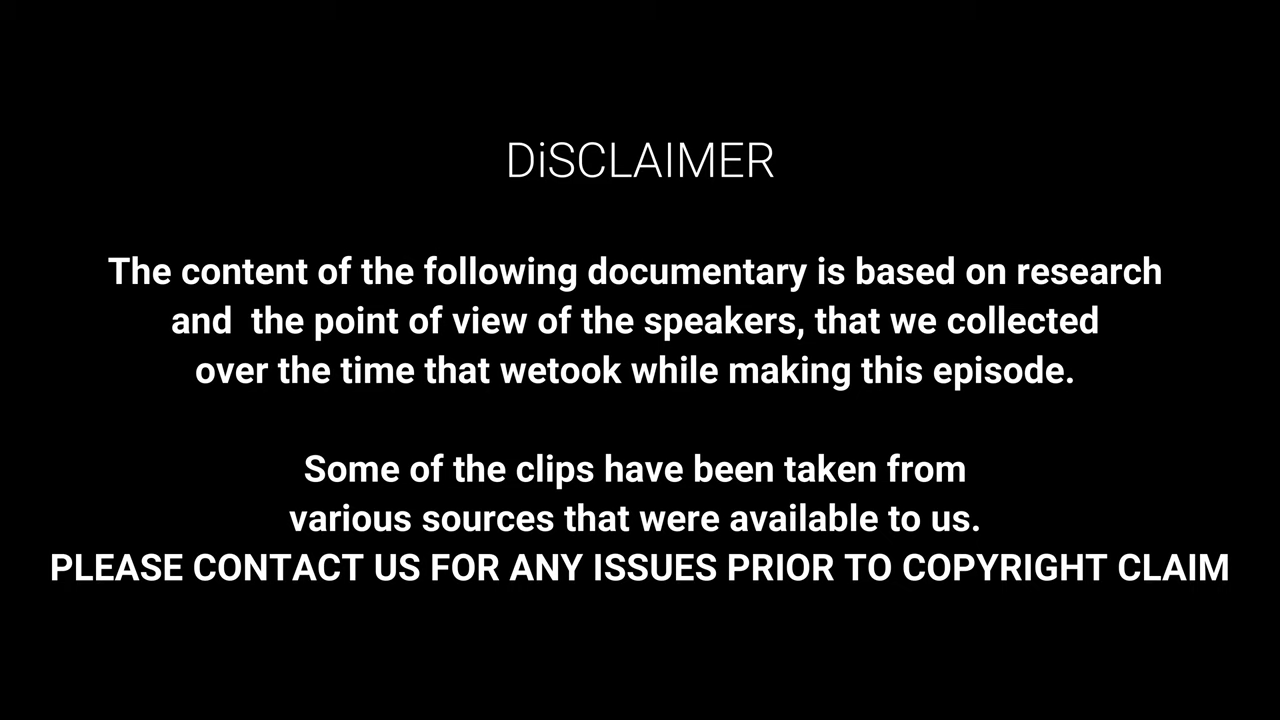 DiSCLAIMER
The content of the following documentary is based on research
and  the point of view of the speakers, that we collected
over the time that wetook while making this episode.
Some of the clips have been taken from
various sources that were available to us.
PLEASE CONTACT US FOR ANY ISSUES PRIOR TO COPYRIGHT CLAIM